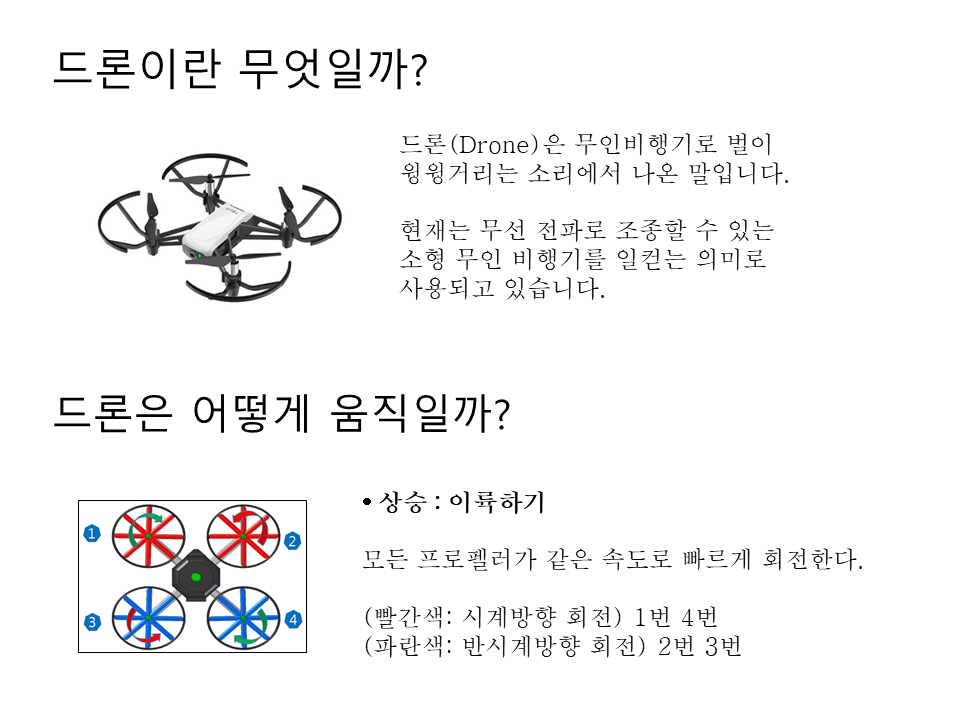 드론이란 무엇일까?
드론(Drone)은 무인비행기로 벌이
윙윙거리는 소리에서 나온 말입니다.
현재는 무선 전파로 조종할 수 있는
소형 무인 비행기를 일컫는 의미로
사용되고 있습니다.
드론은 어떻게 움직일까?
• 상승 : 이륙하기
모든 프로펠러가 같은 속도로 빠르게 회전한다.
(빨간색: 시계방향 회전) 1번 4번
(파란색: 반시계방향 회전) 2번 3번
1
2
3
4